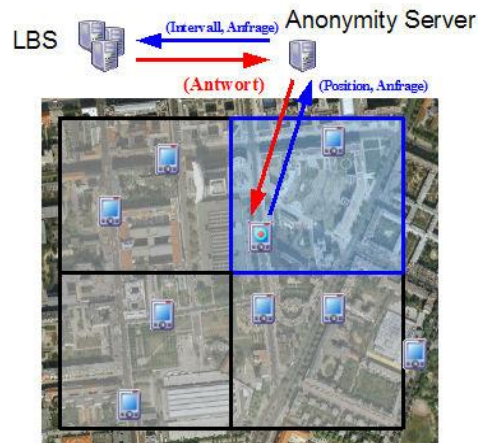 Anonymity Server
LBS
(Intervall, Anfrage)
(Antwort)
(Position, Anfrage)